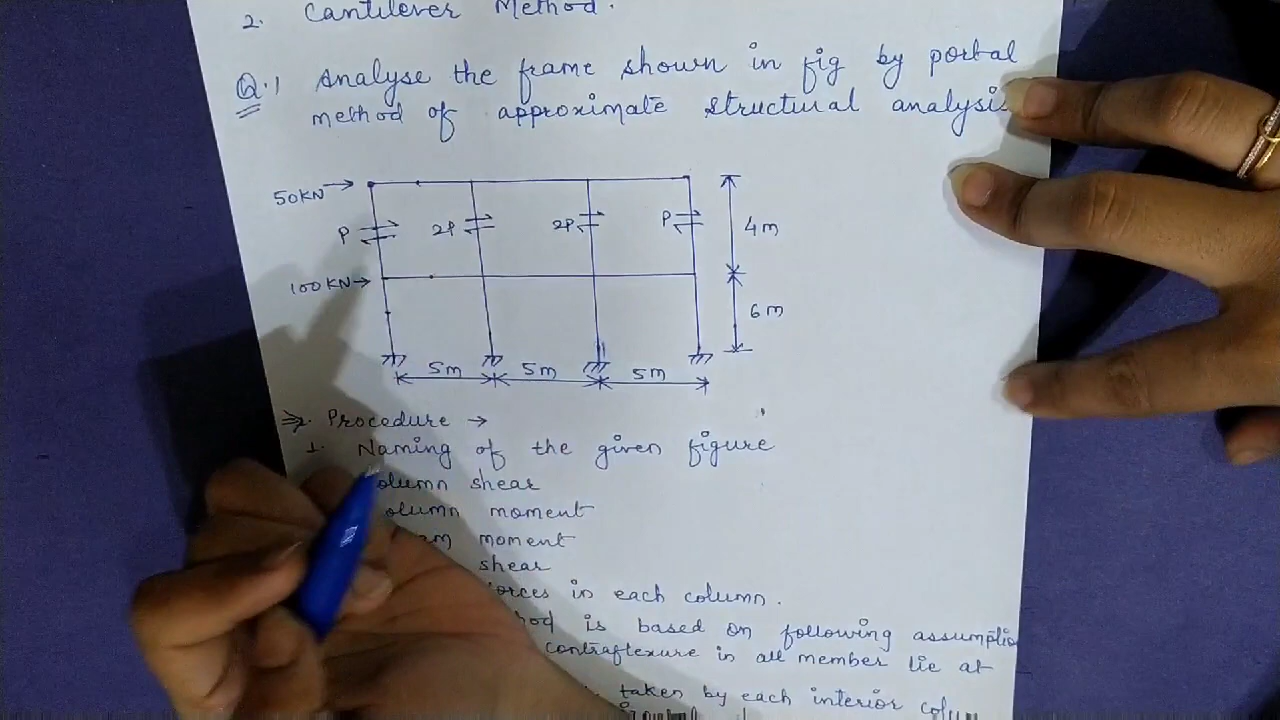 2. Cantilever Method.
Q.1 Analyse the frame shown in fig by portal
method of approximate structural analysis
50KN
P 2P 2P P
4m
100KN
6m
5m 5m 5m
Procedure →
1. Naming of the given figure
column shear
column moment
moment
shear
in each column.
is based on following
contraflexure in all member lie at
taken by each interior